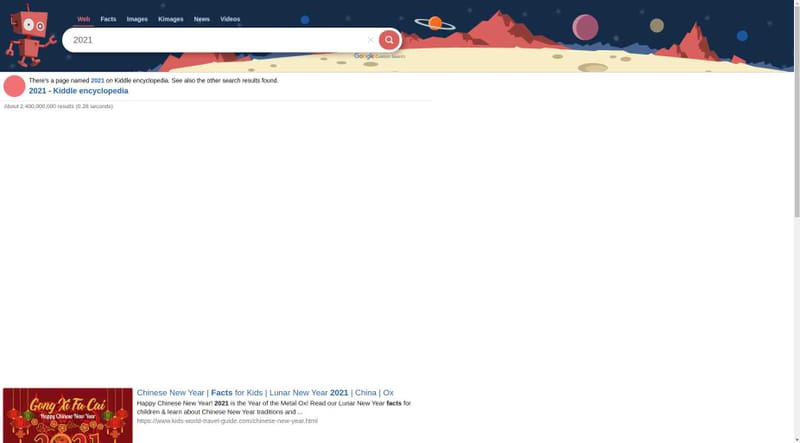 Web Facts Images Kimages News Videos
2021
Google Custom Search
There's a page named 2021 on Kiddle encyclopedia. See also the other search results found.
2021 - Kiddle encyclopedia
About 2,400,000,000 results (0.28 seconds)
Chinese New Year | Facts for Kids | Lunar New Year 2021 | China | Ox
Happy Chinese New Year! 2021 is the Year of the Metal Ox! Read our Lunar New Year facts for
children & learn about Chinese New Year traditions and ...
https://www.kids-world-travel-guide.com/chinese-new-year.html
Gong Xi Fa Cai
Happy Chinese New Year
2021